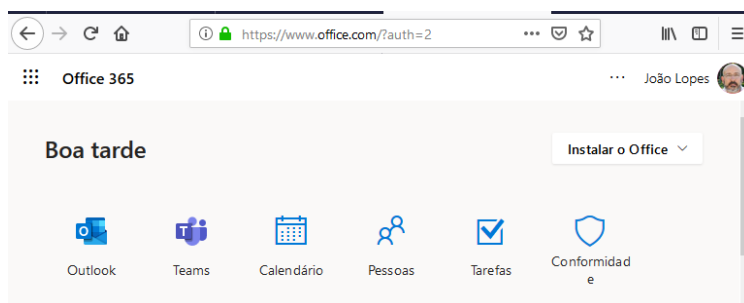 https://www.office.com/?auth=2
Office 365
João Lopes
Boa tarde
Instalar o Office
Outlook
Teams
Calendário
Pessoas
Tarefas
Conformidad
e